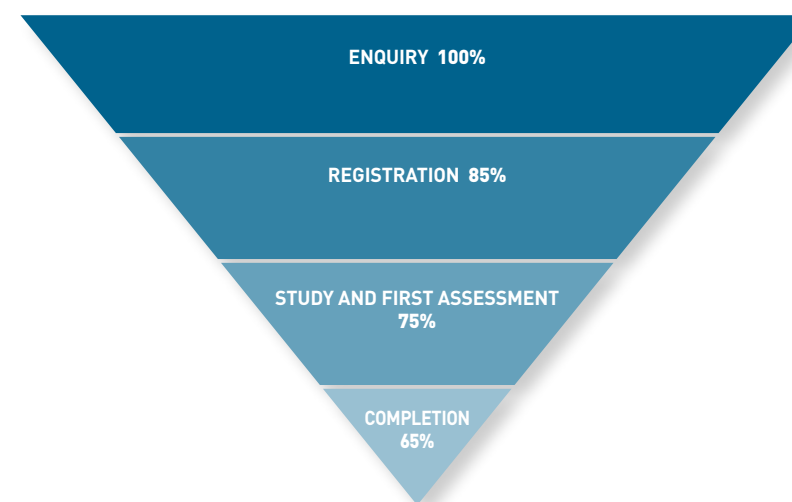 ENQUIRY 100%
REGISTRATION 85%
STUDY AND FIRST ASSESSMENT
75%
COMPLETION
65%